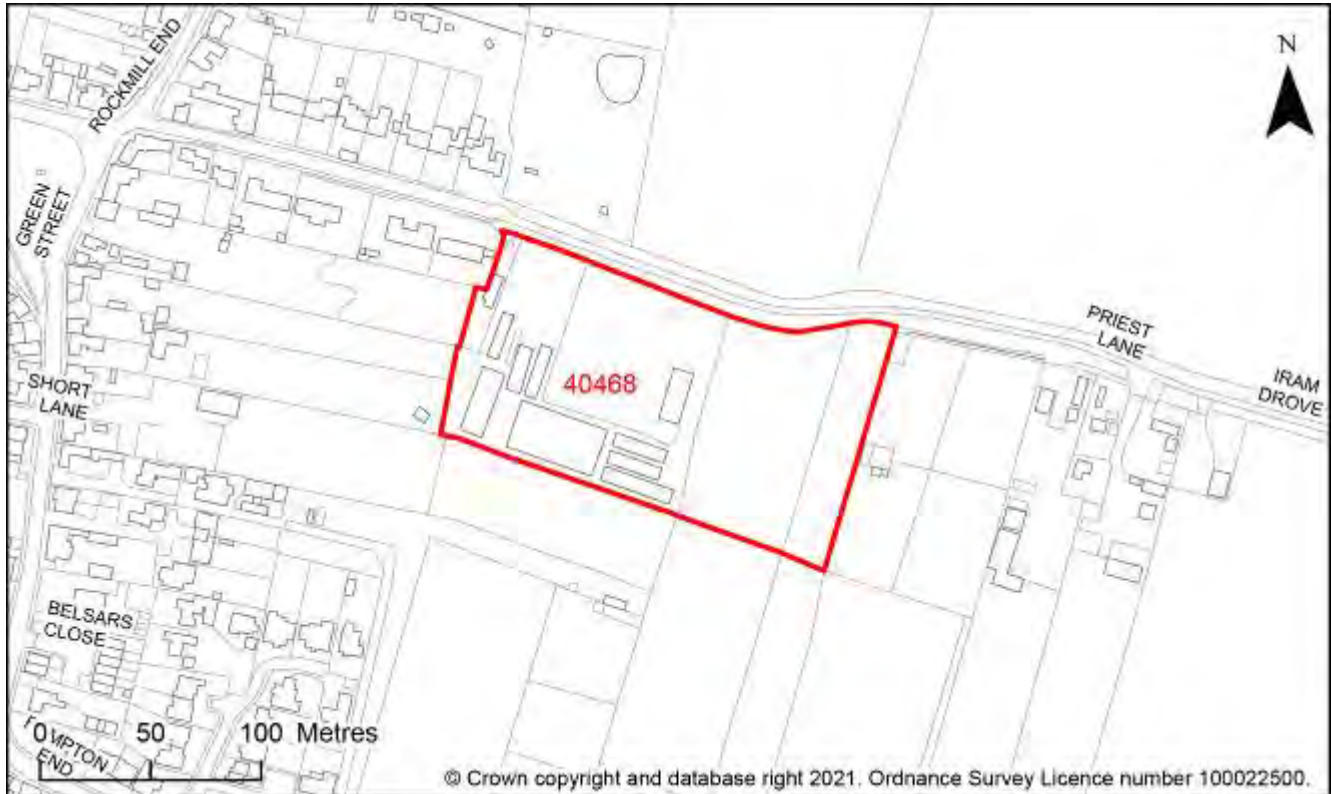 ROCKMILL END
N
GREEN
STREET
PRIEST
LANE
IRAM
DROVE
40468
SHORT
LANE
BELSARS
CLOSE
0 50 100 Metres
MPTON
END
© Crown copyright and database right 2021. Ordnance Survey Licence number 100022500.